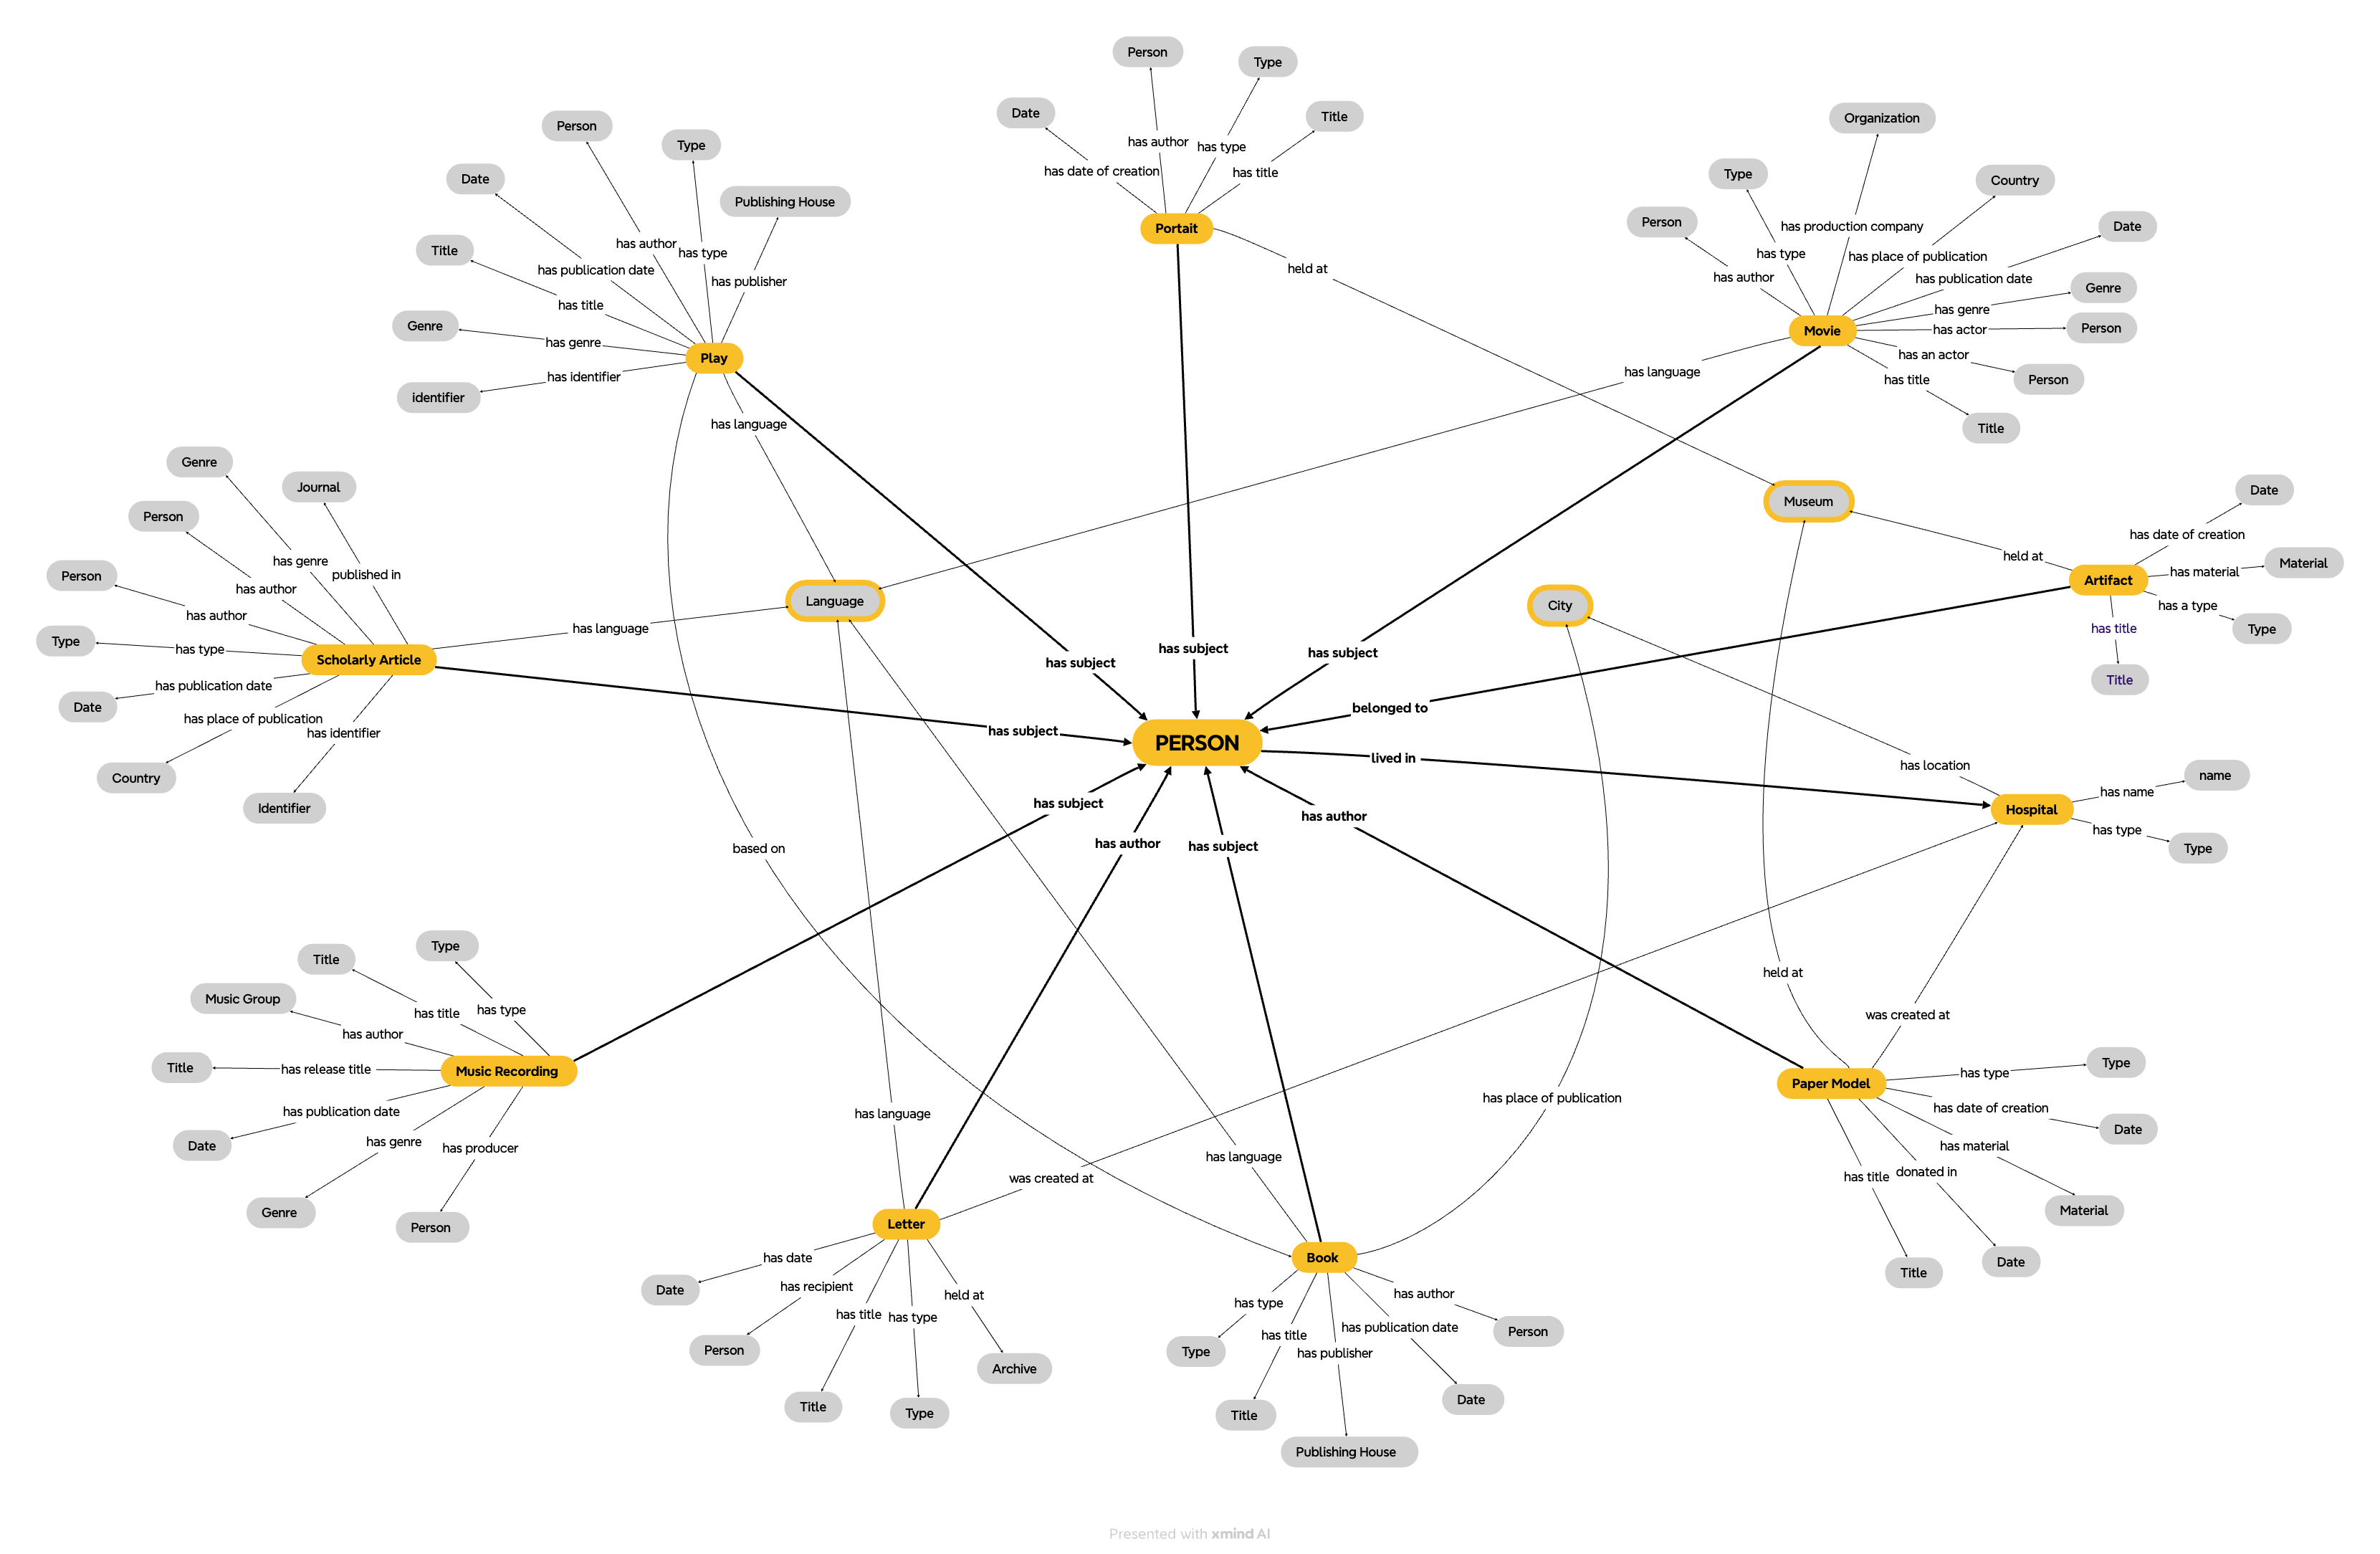 Person
Type
Date
Title
has author
has type
has date of creation
has title
Portait
held at
Person
Type
Date
Publishing House
Title
has author
has type
has publication date
has publisher
has title
Genre
has genre
Play
has identifier
identifier
has language
Organization
Type
Country
Person
Date
has production company
has type
has place of publication
has author
has publication date
Genre
has genre
Movie
has actor
Person
has an actor
has language
has title
Person
Title
Genre
Journal
Person
has genre
published in
Person
has author
has author
Type
has type
Scholarly Article
has language
Language
has publication date
Date
has place of publication
has identifier
Country
Identifier
Museum
Date
has date of creation
held at
Material
Artifact
has material
has a type
City
has title
Type
Title
has subject
has subject
has subject
belonged to
has subject
PERSON
lived in
has location
name
has name
Hospital
has type
Type
has subject
has author
has author
has subject
based on
Type
Title
Music Group
has type
has title
has author
Title
has release title
Music Recording
has publication date
Date
has genre
has producer
Genre
Person
held at
was created at
Type
has type
Paper Model
has date of creation
Date
has material
has title
donated in
Material
Title
Date
has language
has place of publication
has language
was created at
Letter
has date
Date
has recipient
has title
has type
held at
Person
Archive
Title
Type
Book
has type
has author
has title
has publication date
Person
Type
has publisher
Title
Date
Publishing House
Presented with xmind AI